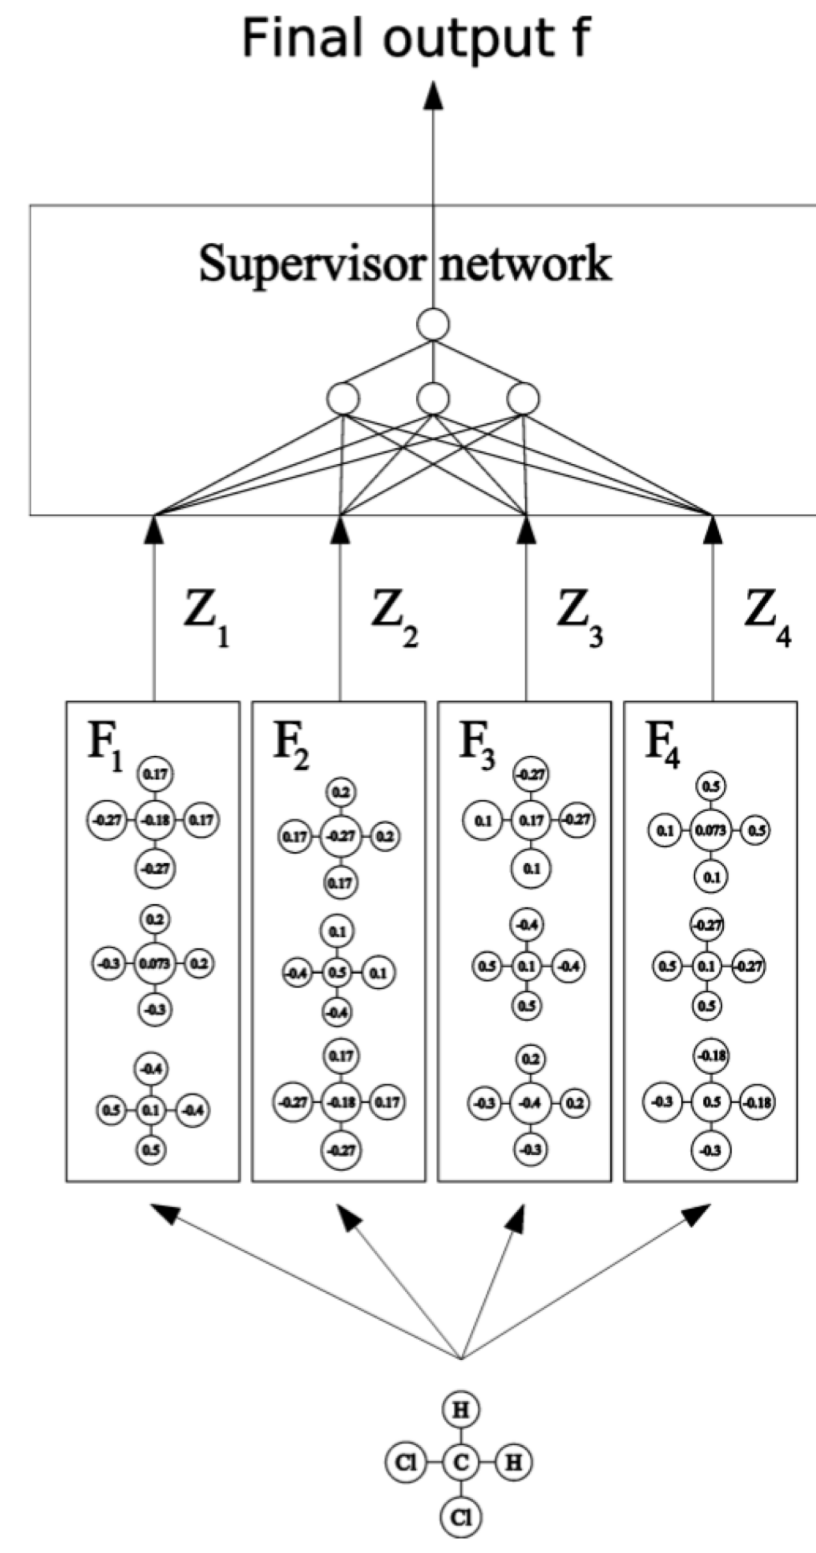 Final output f
Supervisor network
Z1 Z2 Z3 Z4
F1 F2 F3 F4
0.17
-0.27 -0.18 0.17
-0.27
0.2
-0.3 0.073 0.2
-0.3
-0.4
0.5 0.1 -0.4
0.5
0.2
0.17 -0.27 0.2
0.17
0.1
-0.4 0.5 0.1
-0.4
0.17
-0.27 -0.18 0.17
-0.27
-0.27
0.1 0.17 -0.27
0.1
-0.4
0.5 0.1 -0.4
0.5
0.2
-0.3 -0.4 0.2
-0.3
0.5
0.1 0.073 0.5
0.1
-0.27
0.5 0.1 -0.27
0.5
-0.18
-0.3 0.5 -0.18
-0.3
H
Cl C H
Cl